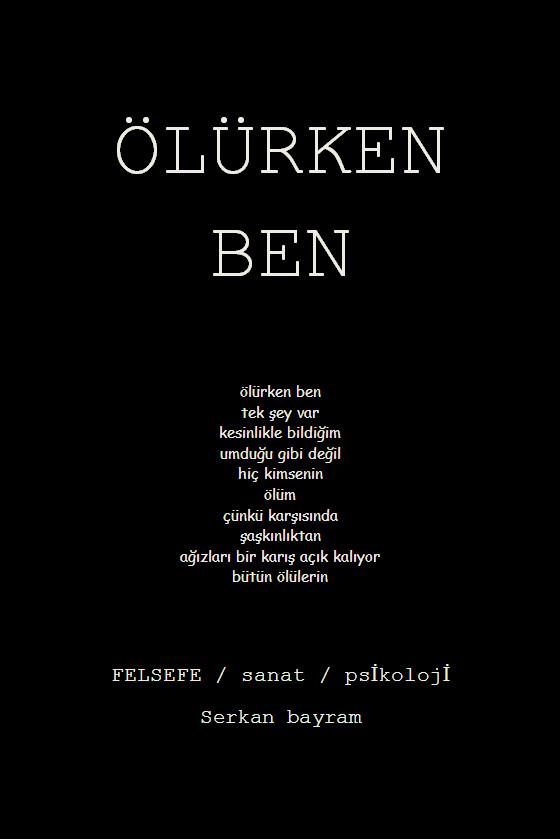 ÖLÜRKEN
BEN
ölürken ben
tek şey var
kesinlikle bildiğim
umduğu gibi değil
hiç kimsenin
ölüm
çünkü karşısında
şaşkınlıktan
ağızları bir karış açık kalıyor
bütün ölülerin
FELSEFE / sanat / psİkolojİ
Serkan bayram